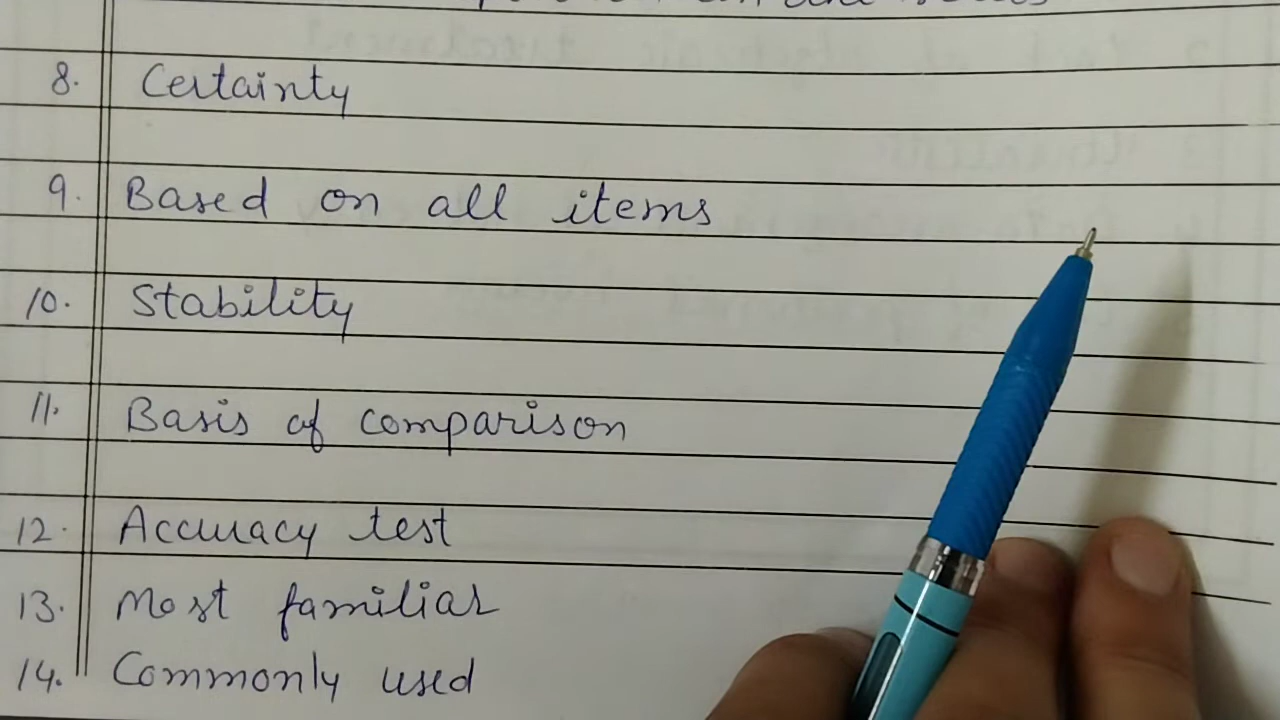 8. Certainty
9. Based on all items
10. Stability
11. Basis of comparison
12. Accuracy test
13. Most familiar
14. Commonly used